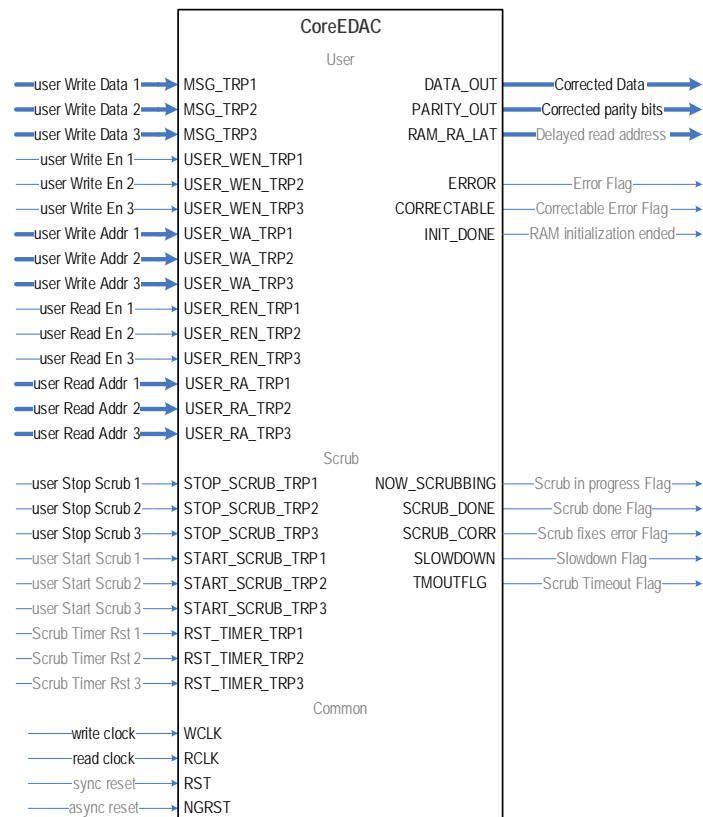 CoreEDAC
User
user Write Data 1 MSG_TRP1 DATA_OUT Corrected Data
user Write Data 2 MSG_TRP2 PARITY_OUT Corrected parity bits
user Write Data 3 MSG_TRP3 RAM_RA_LAT Delayed read address
user Write En 1 USER_WEN_TRP1
user Write En 2 USER_WEN_TRP2 ERROR Error Flag
user Write En 3 USER_WEN_TRP3 CORRECTABLE Correctable Error Flag
user Write Addr 1 USER_WA_TRP1 INIT_DONE RAM initialization ended
user Write Addr 2 USER_WA_TRP2
user Write Addr 3 USER_WA_TRP3
user Read En 1 USER_REN_TRP1
user Read En 2 USER_REN_TRP2
user Read En 3 USER_REN_TRP3
user Read Addr 1 USER_RA_TRP1
user Read Addr 2 USER_RA_TRP2
user Read Addr 3 USER_RA_TRP3
Scrub
user Stop Scrub 1 STOP_SCRUB_TRP1 NOW_SCRUBBING Scrub in progress Flag
user Stop Scrub 2 STOP_SCRUB_TRP2 SCRUB_DONE Scrub done Flag
user Stop Scrub 3 STOP_SCRUB_TRP3 SCRUB_CORR Scrub fixes error Flag
user Start Scrub 1 START_SCRUB_TRP1 SLOWDOWN Slowdown Flag
user Start Scrub 2 START_SCRUB_TRP2 TMOUTFLG Scrub Timeout Flag
user Start Scrub 3 START_SCRUB_TRP3
Scrub Timer Rst 1 RST_TIMER_TRP1
Scrub Timer Rst 2 RST_TIMER_TRP2
Scrub Timer Rst 3 RST_TIMER_TRP3
Common
write clock WCLK
read clock RCLK
sync reset RST
async reset NGRST